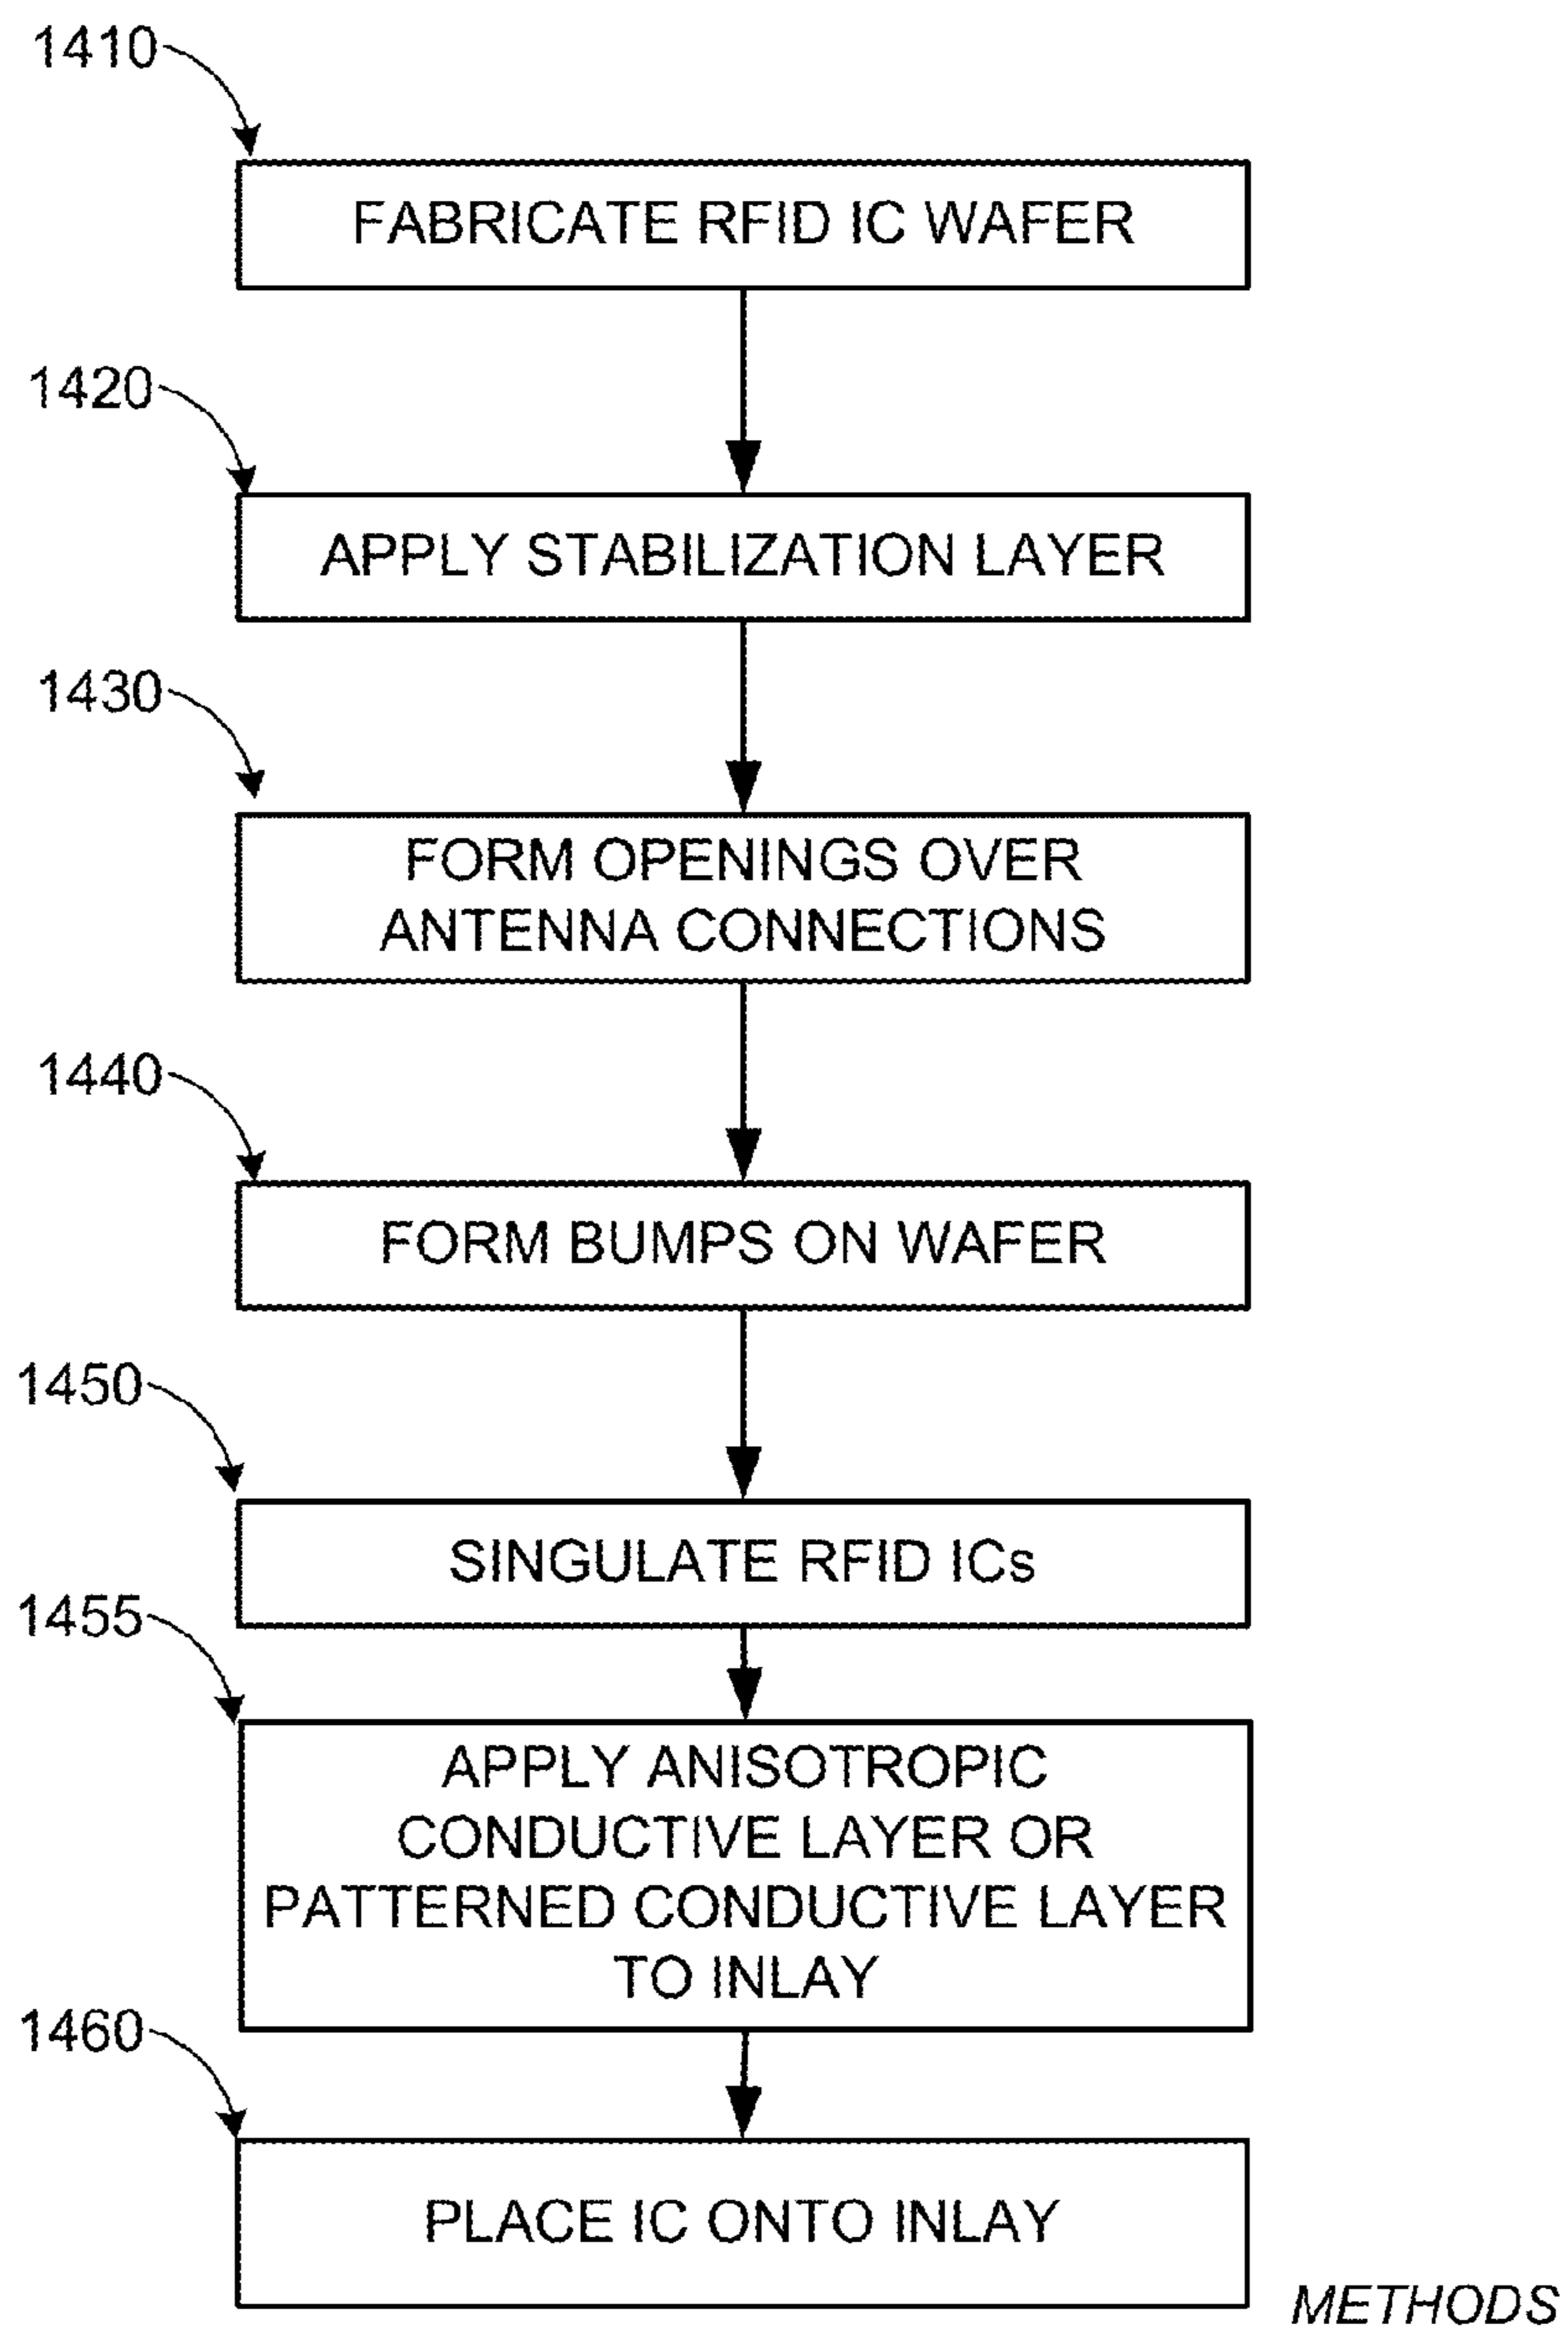 1410
FABRICATE RFID IC WAFER
1420
APPLY STABILIZATION LAYER
1430
FORM OPENINGS OVER
ANTENNA CONNECTIONS
1440
FORM BUMPS ON WAFER
1450
SINGULATE RFID ICs
1455
APPLY ANISOTROPIC
CONDUCTIVE LAYER OR
PATTERNED CONDUCTIVE LAYER
TO INLAY
1460
PLACE IC ONTO INLAY
METHODS